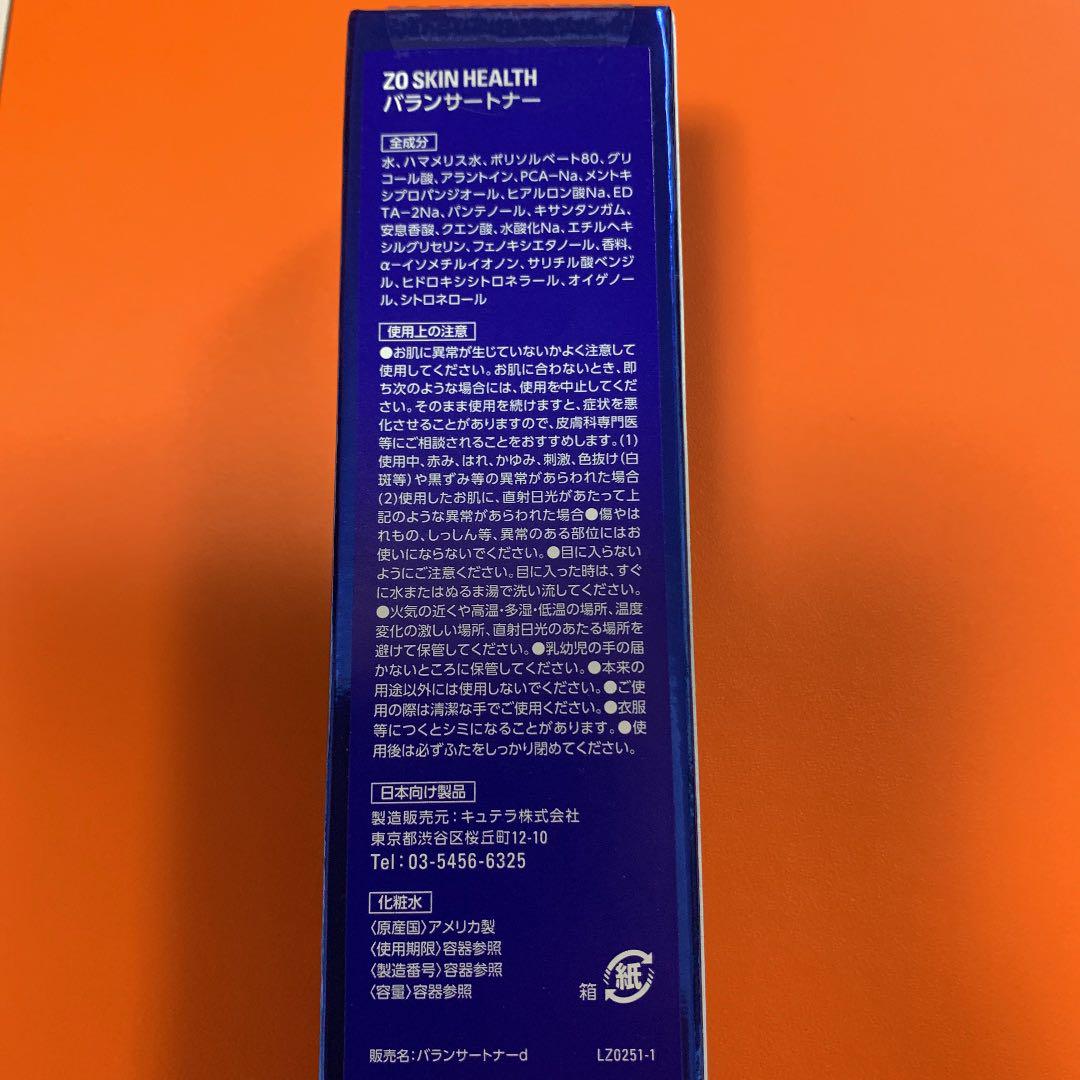 ZO SKIN HEALTH
バランサートナー
全成分
水、ハマメリス水、ポリソルベート80、グリ
コール酸、アラントイン、PCA-Na、メントキ
シプロパンジオール、ヒアルロン酸Na、ED
TA-2Na、パンテノール、キサンタンガム、
安息香酸、クエン酸、水酸化Na、エチルヘキ
シルグリセリン、フェノキシエタノール、香料、
α-イソメチルイオノン、サリチル酸ベンジ
ル、ヒドロキシシトロネラール、オイゲノー
ル、シトロネロール
使用上の注意
●お肌に異常が生じていないかよく注意して
使用してください。お肌に合わないとき、即
ち次のような場合には、使用を中止してくだ
さい。そのまま使用を続けますと、症状を悪
化させることがありますので、皮膚科専門医
等にご相談されることをおすすめします。(1)
使用中、赤み、はれ、かゆみ、刺激、色抜け(白
斑等)や黒ずみ等の異常があらわれた場合
(2)使用したお肌に、直射日光があたって上
記のような異常があらわれた場合●傷やは
れもの、しっしん等、異常のある部位にはお
使いにならないでください。●目に入らない
ようにご注意ください。目に入った時は、すぐ
に水またはぬるま湯で洗い流してください。
●火気の近くや高温・多湿・低温の場所、温度
変化の激しい場所、直射日光のあたる場所を
避けて保管してください。●乳幼児の手の届
かないところに保管してください。●本来の
用途以外には使用しないでください。●ご使
用の際は清潔な手でご使用ください。●衣服
等につくとシミになることがあります。●使
用後は必ずふたをしっかり閉めてください。
日本向け製品
製造販売元:キュテラ株式会社
東京都渋谷区桜丘町12-10
Tel:03-5456-6325
化粧水
〈原産国〉アメリカ製
〈使用期限〉容器参照
〈製造番号〉容器参照
〈容量〉容器参照
箱 紙
販売名:バランサートナーd LZ0251-1